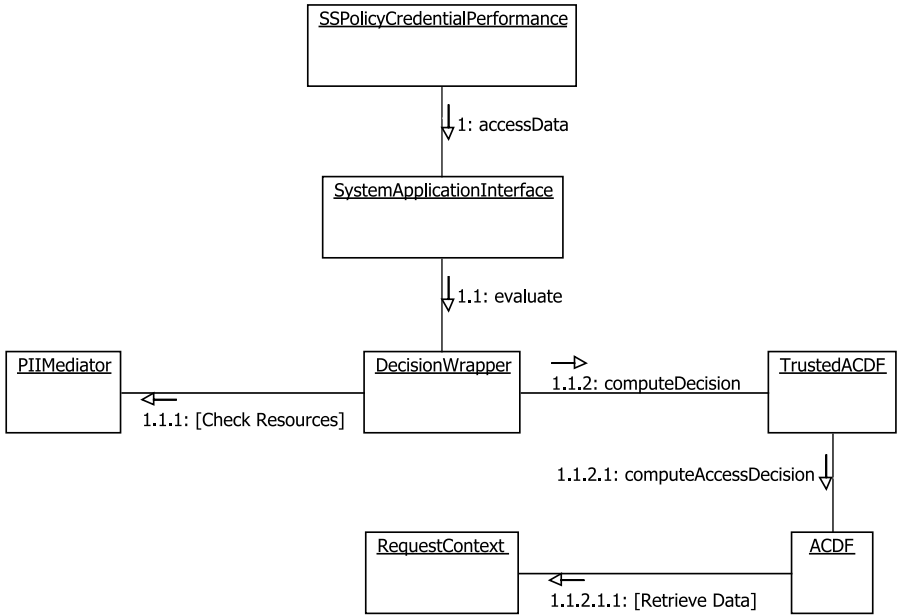 SSPolicyCredentialPerformance
1: accessData
SystemApplicationInterface
1.1: evaluate
PIIMediator
DecisionWrapper
TrustedACDF
1.1.2: computeDecision
1.1.1: [Check Resources]
1.1.2.1: computeAccessDecision
RequestContext
ACDF
1.1.2.1.1: [Retrieve Data]